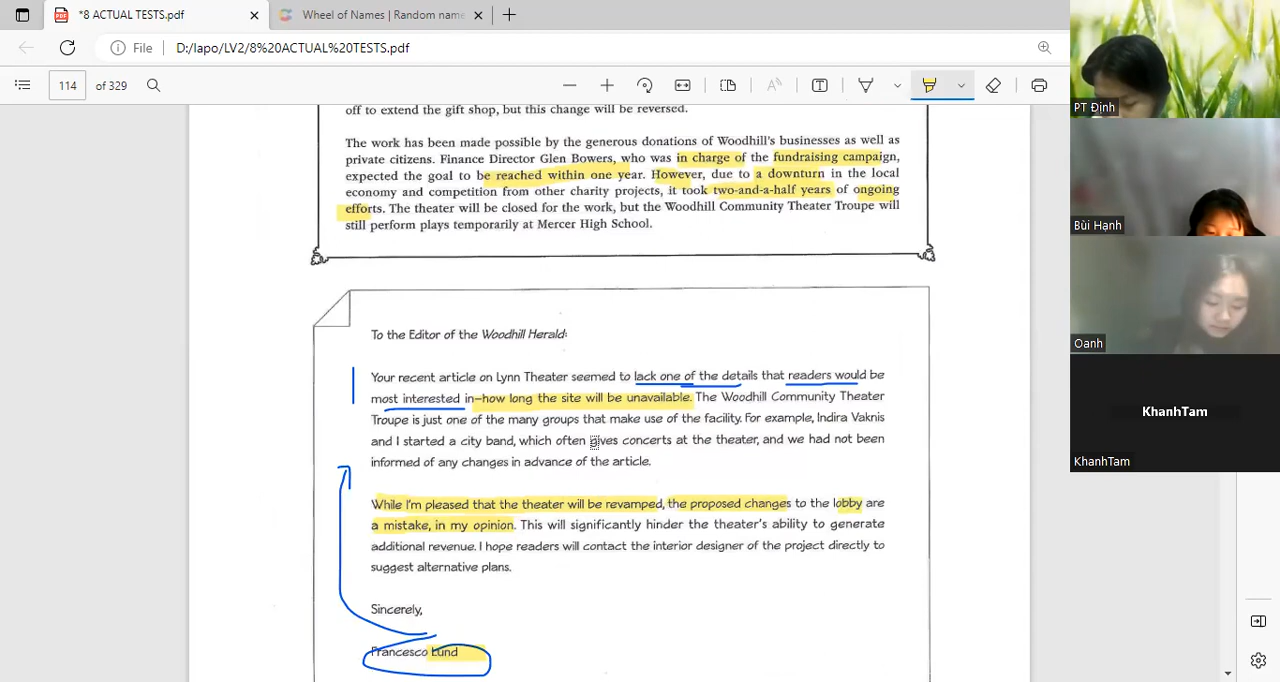 *8 ACTUAL TESTS.pdf
Wheel of Names | Random name
File
D:/lapo/LV2/8%20ACTUAL%20TESTS.pdf
114
of 329
off to extend the gift shop, but this change will be reversed.
The work has been made possible by the generous donations of Woodhill's businesses as well as
private citizens. Finance Director Glen Bowers, who was in charge of the fundraising campaign,
expected the goal to be reached within one year. However, due to a downturn in the local
economy and competition from other charity projects, it took two-and-a-half years of ongoing
efforts. The theater will be closed for the work, but the Woodhill Community Theater Troupe will
still perform plays temporarily at Mercer High School.
To the Editor of the Woodhill Herald:
Your recent article on Lynn Theater seemed to lack one of the details that readers would be
most interested in—how long the site will be unavailable. The Woodhill Community Theater
Troupe is just one of the many groups that make use of the facility. For example, Indira Vaknis
and I started a city band, which often gives concerts at the theater, and we had not been
informed of any changes in advance of the article.
While I'm pleased that the theater will be revamped, the proposed changes to the lobby are
a mistake, in my opinion. This will significantly hinder the theater's ability to generate
additional revenue. I hope readers will contact the interior designer of the project directly to
suggest alternative plans.
Sincerely,
Francesco Lund
PT Định
Bùi Hạnh
Oanh
KhanhTam
KhanhTam